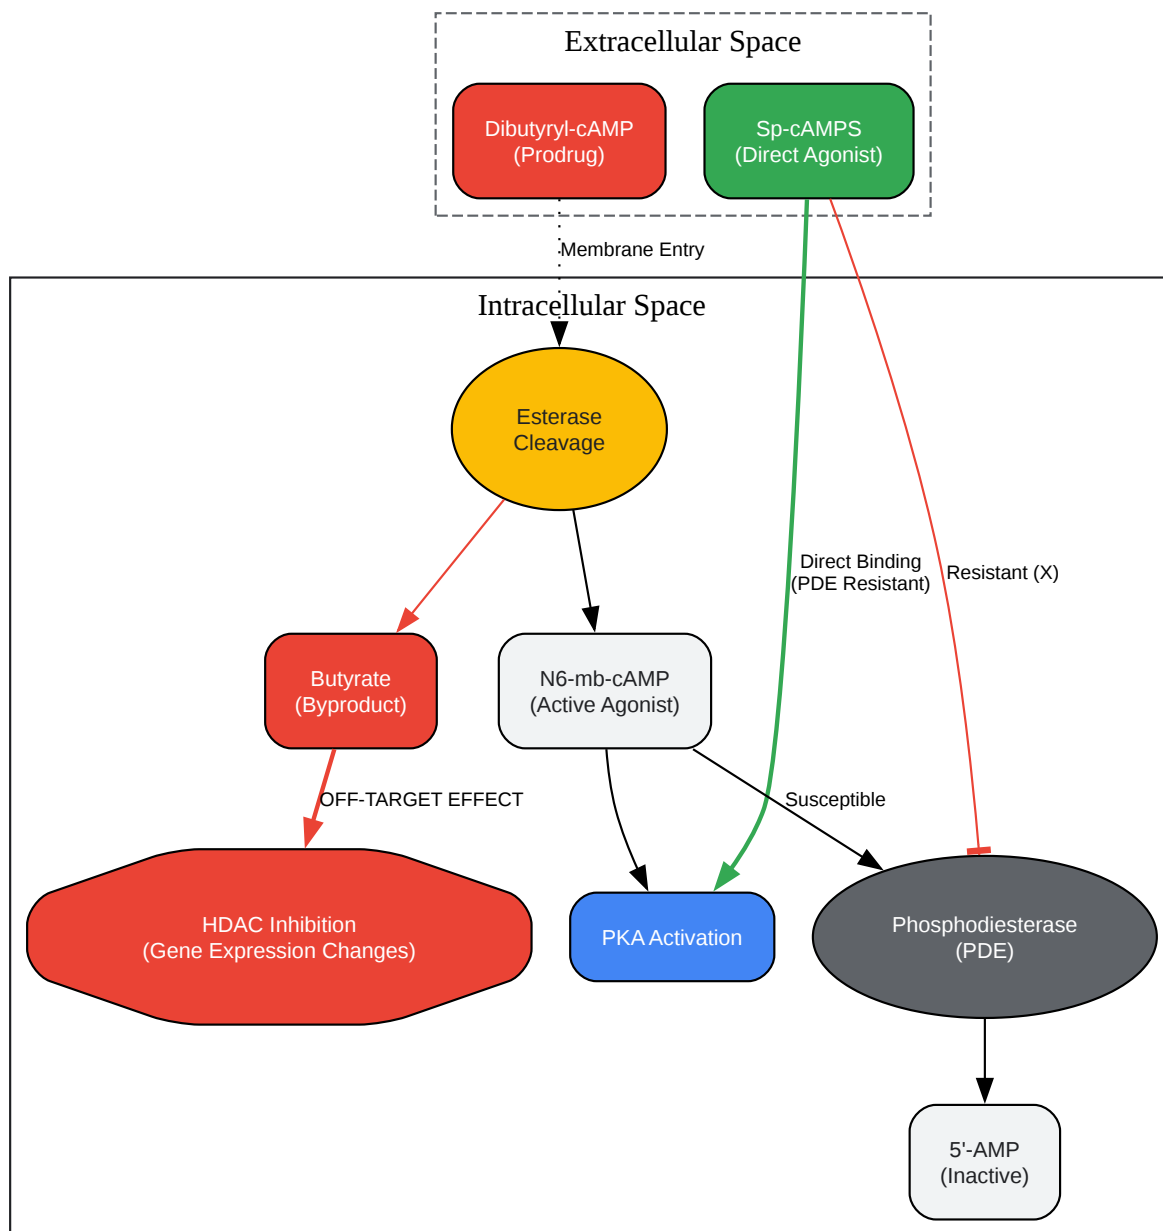 Extracellular Space
Dibutyryl-cAMP
(Prodrug)
Sp-cAMPS
(Direct Agonist)
Membrane Entry
Intracellular Space
Esterase
Cleavage
Direct Binding
(PDE Resistant)
Resistant (X)
Butyrate
(Byproduct)
N6-mb-cAMP
(Active Agonist)
OFF-TARGET EFFECT
Susceptible
HDAC Inhibition
(Gene Expression Changes)
PKA Activation
Phosphodiesterase
(PDE)
5'-AMP
(Inactive)